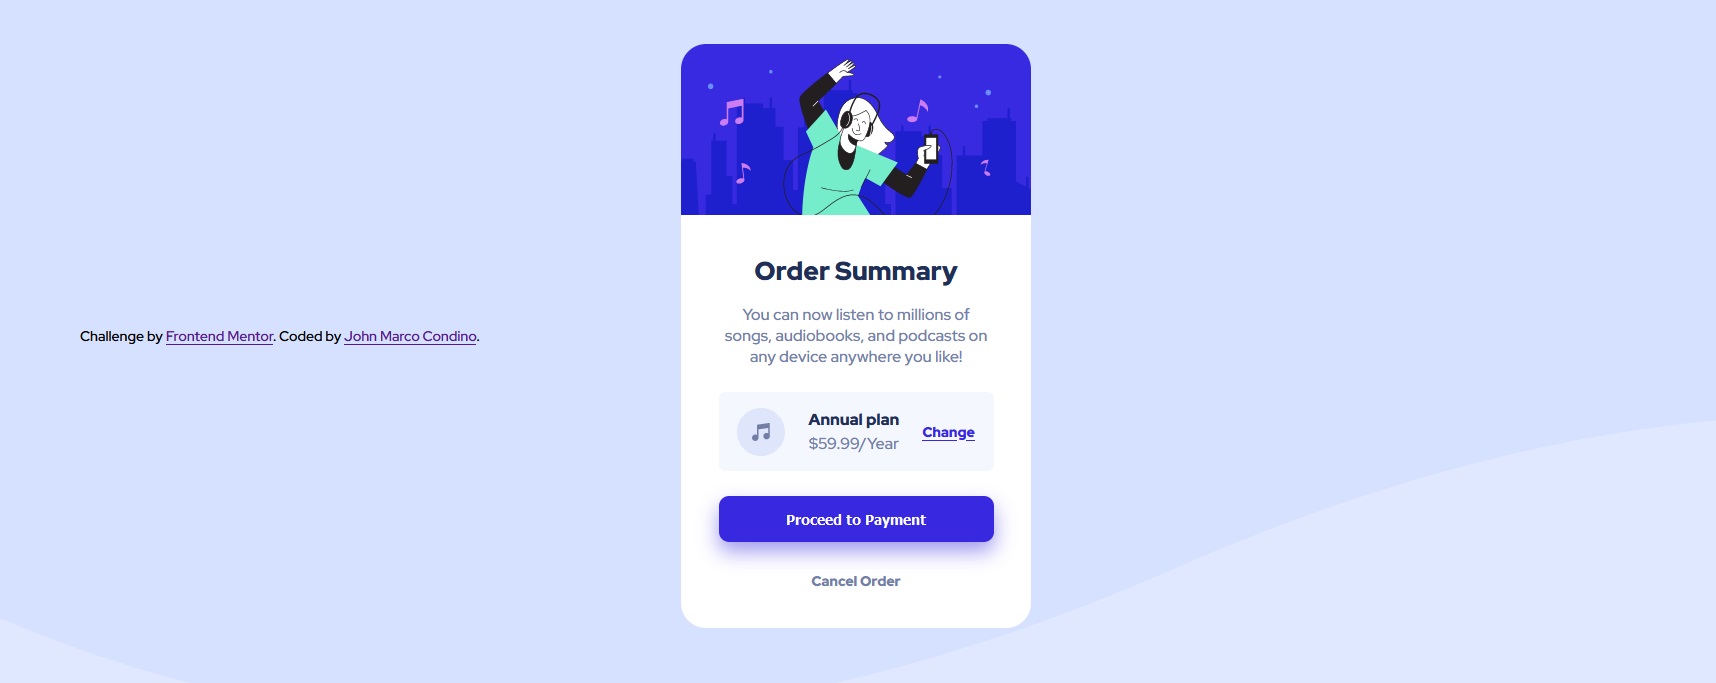 Order Summary
You can now listen to millions of
songs, audiobooks, and podcasts on
any device anywhere you like!
Challenge by Frontend Mentor. Coded by John Marco Condino.
Annual plan
$59.99/Year
Change
Proceed to Payment
Cancel Order